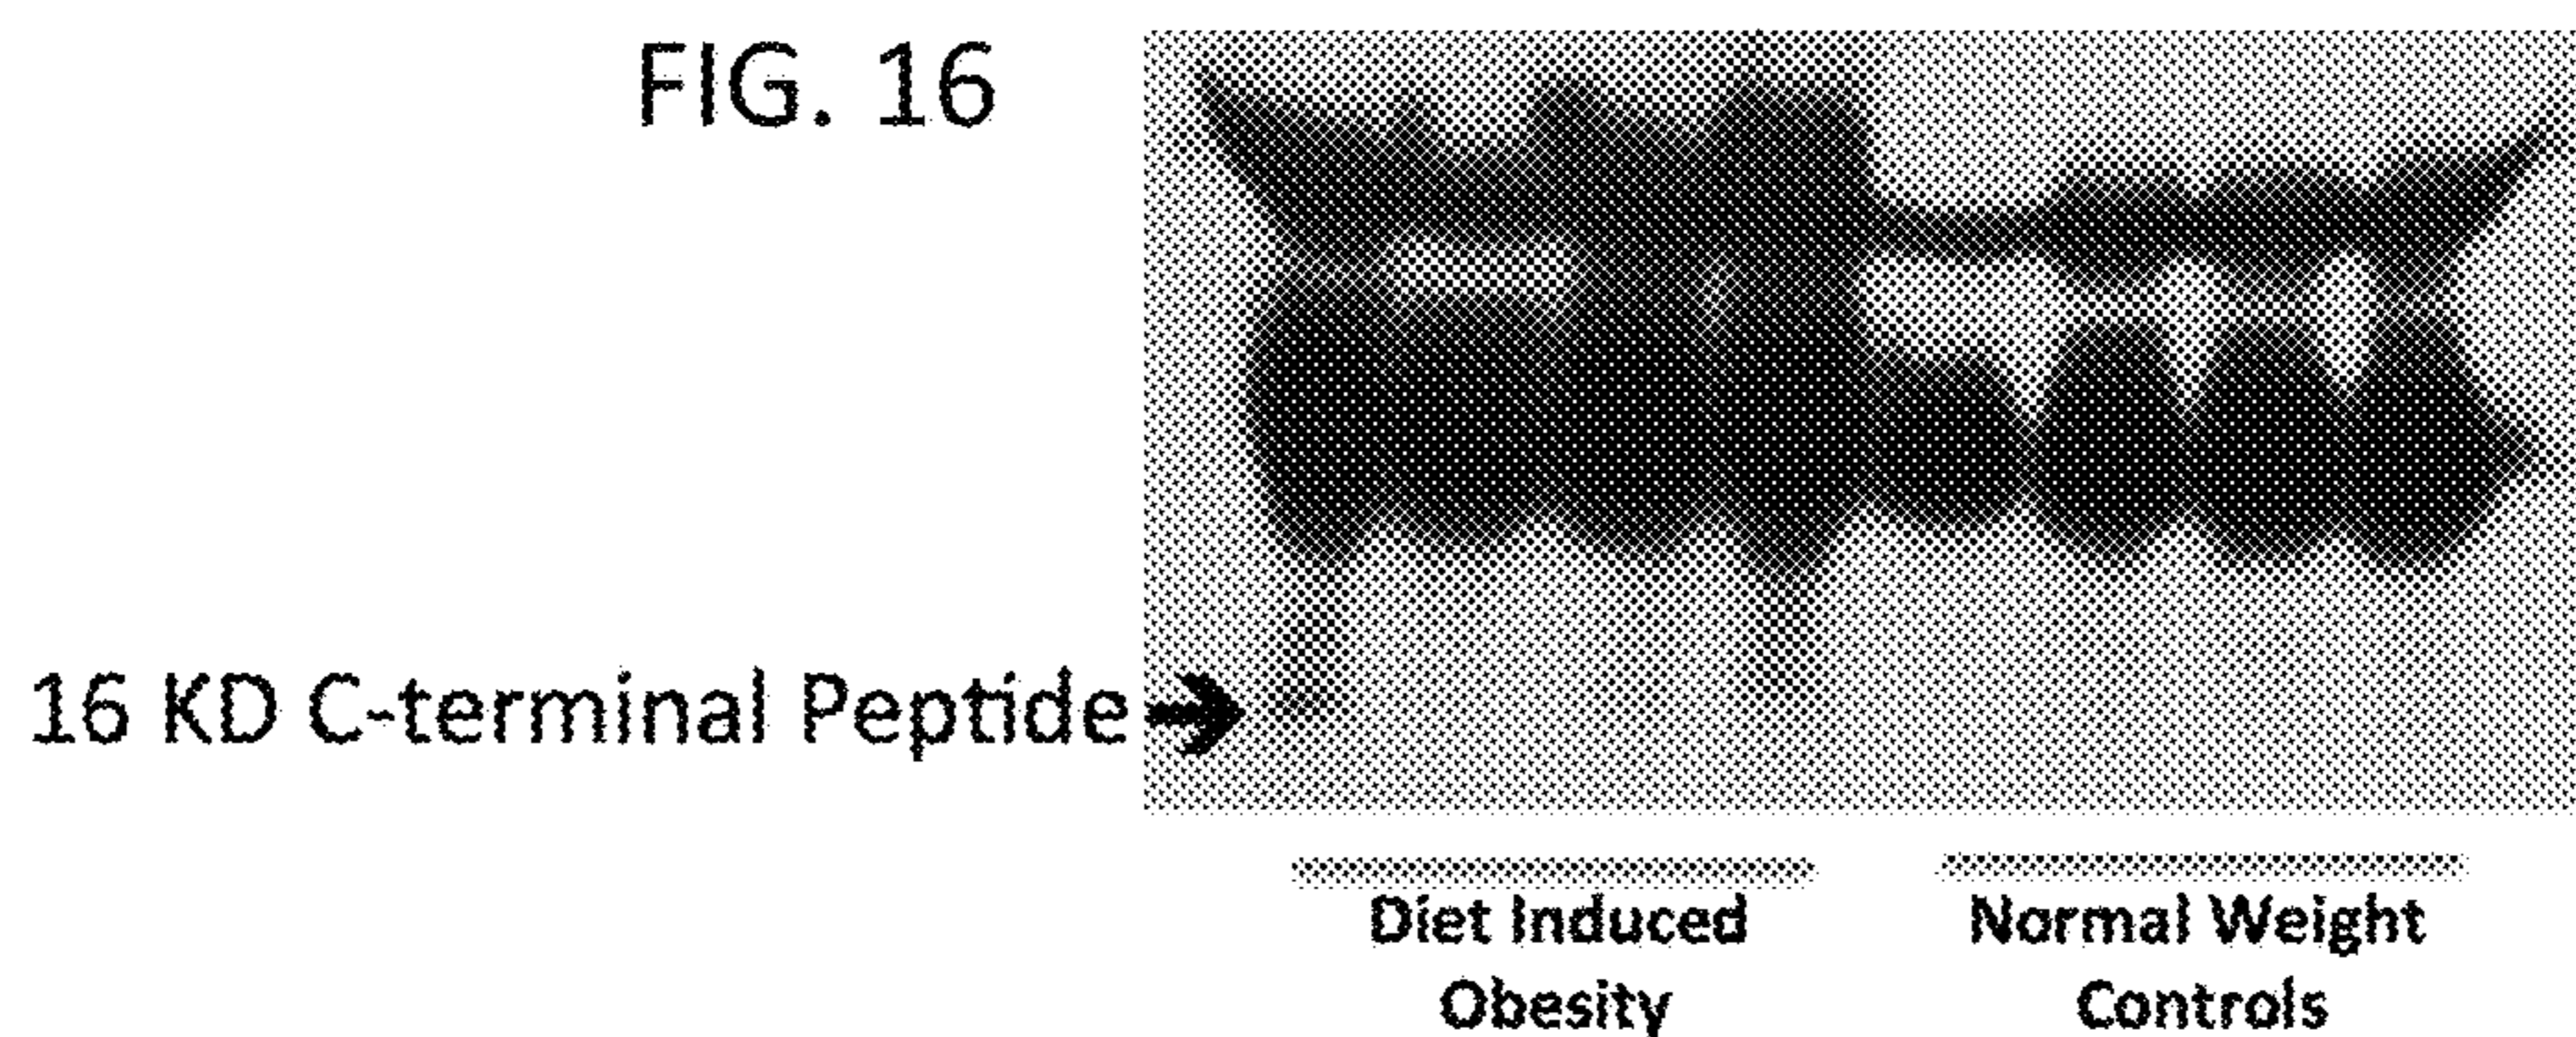 FIG. 16
16 KD C-terminal Peptide
Diet Induced
Obesity
Normal Weight
Controls